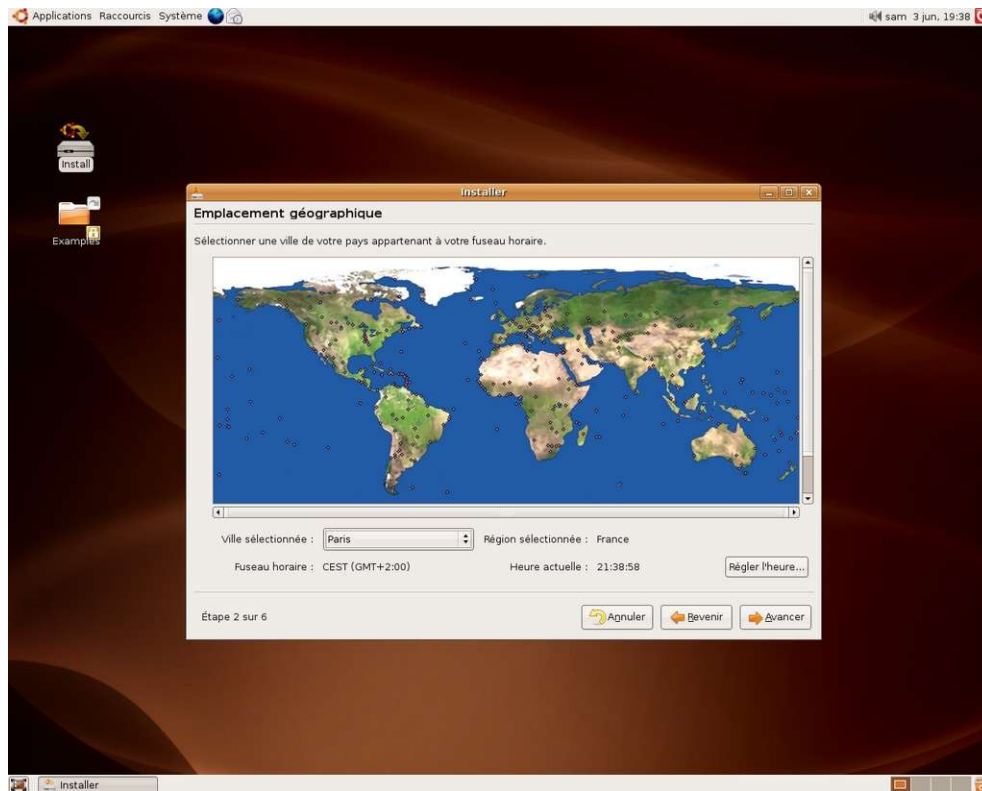 Applications Raccourcis Système sam 3 jun, 19:38
Install
Examples
Installer
Emplacement géographique
Sélectionner une ville de votre pays appartenant à votre fuseau horaire.
Ville sélectionnée : Paris Région sélectionnée : France
Fuseau horaire : CEST (GMT+2:00) Heure actuelle : 21:38:58 Régler l'heure...
Étape 2 sur 6 Annuler Revenir Avancer
Installer